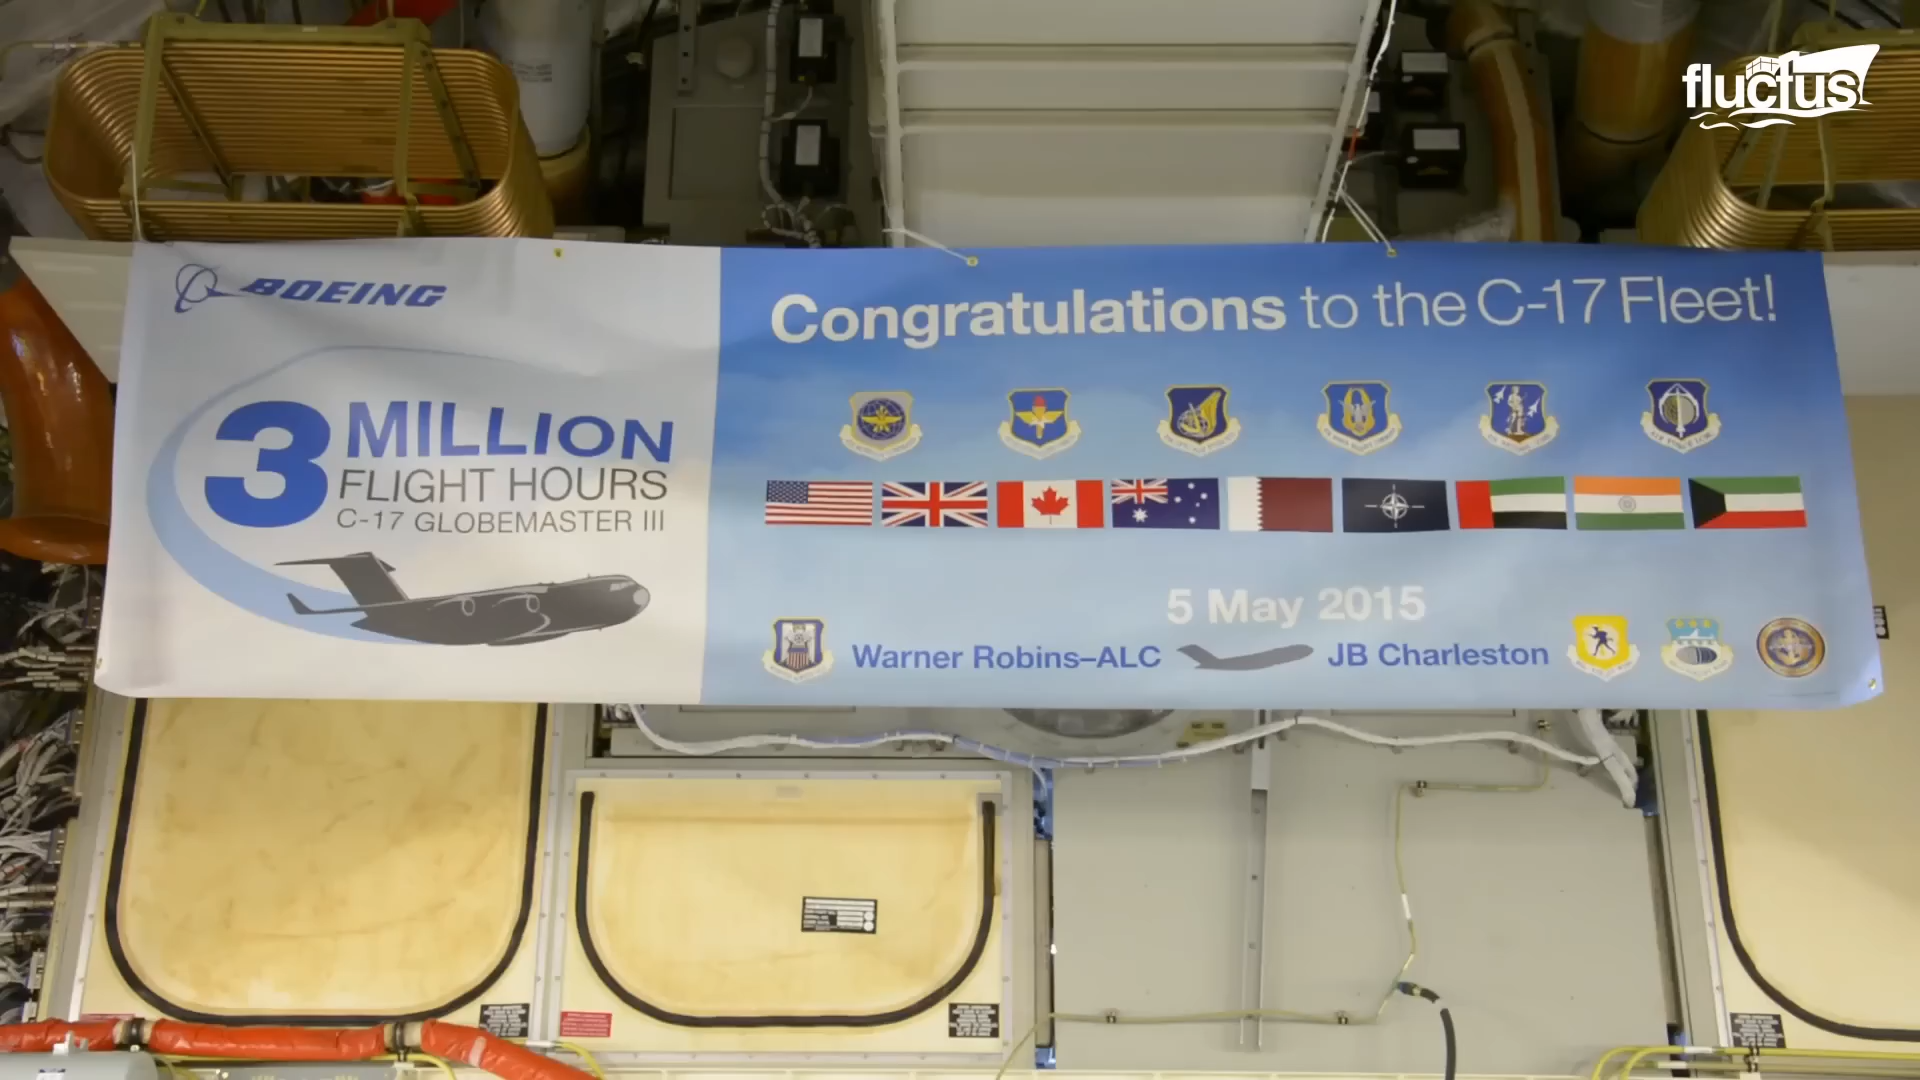 fluctus
BOEING
Congratulations to the C-17 Fleet!
3 MILLION
FLIGHT HOURS
C-17 GLOBEMASTER III
5 May 2015
Warner Robins–ALC
JB Charleston